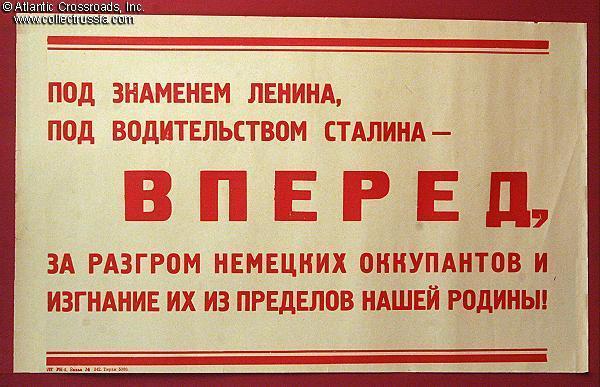 © Atlantic Crossroads, Inc.
www.collectrussia.com
ПОД ЗНАМЕНЕМ ЛЕНИНА,
ПОД ВОДИТЕЛЬСТВОМ СТАЛИНА —
ВПЕРЕД,
ЗА РАЗГРОМ НЕМЕЦКИХ ОККУПАНТОВ И
ИЗГНАНИЕ ИХ ИЗ ПРЕДЕЛОВ НАШЕЙ РОДИНЫ!